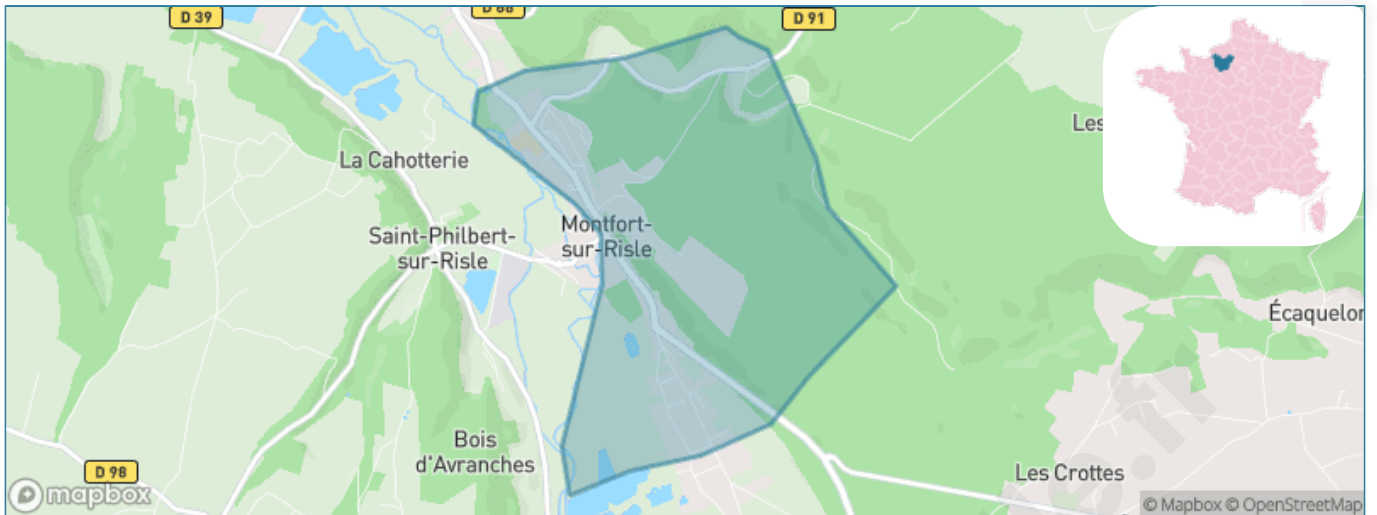 D 39
D 91
Les
La Cahotterie
Saint-Philbert-
sur-Risle
Montfort-
sur-Risle
Écaquelon
Bois
d'Avranches
Les Crottes
D 98
mapbox
© Mapbox © OpenStreetMap